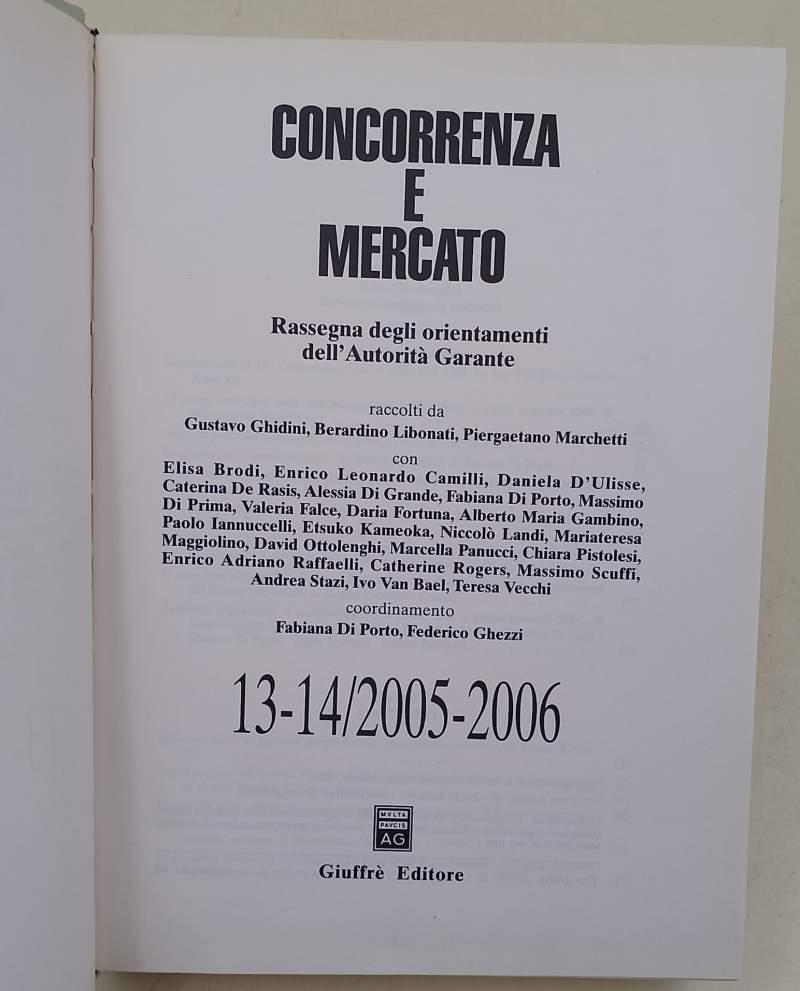 CONCORRENZA
E
MERCATO
Rassegna degli orientamenti
dell'Autorità Garante
raccolti da
Gustavo Ghidini, Berardino Libonati, Piergaetano Marchetti
con
Elisa Brodi, Enrico Leonardo Camilli, Daniela D'Ulisse,
Caterina De Rasis, Alessia Di Grande, Fabiana Di Porto, Massimo
Di Prima, Valeria Falce, Daria Fortuna, Alberto Maria Gambino,
Paolo Iannuccelli, Etsuko Kameoka, Niccolò Landi, Mariateresa
Maggiolino, David Ottolenghi, Marcella Panucci, Chiara Pistolesi,
Enrico Adriano Raffaelli, Catherine Rogers, Massimo Scuffi,
Andrea Stazi, Ivo Van Bael, Teresa Vecchi
coordinamento
Fabiana Di Porto, Federico Ghezzi
13-14/2005-2006
MVLTA
PAVCIS
AG
Giuffrè Editore